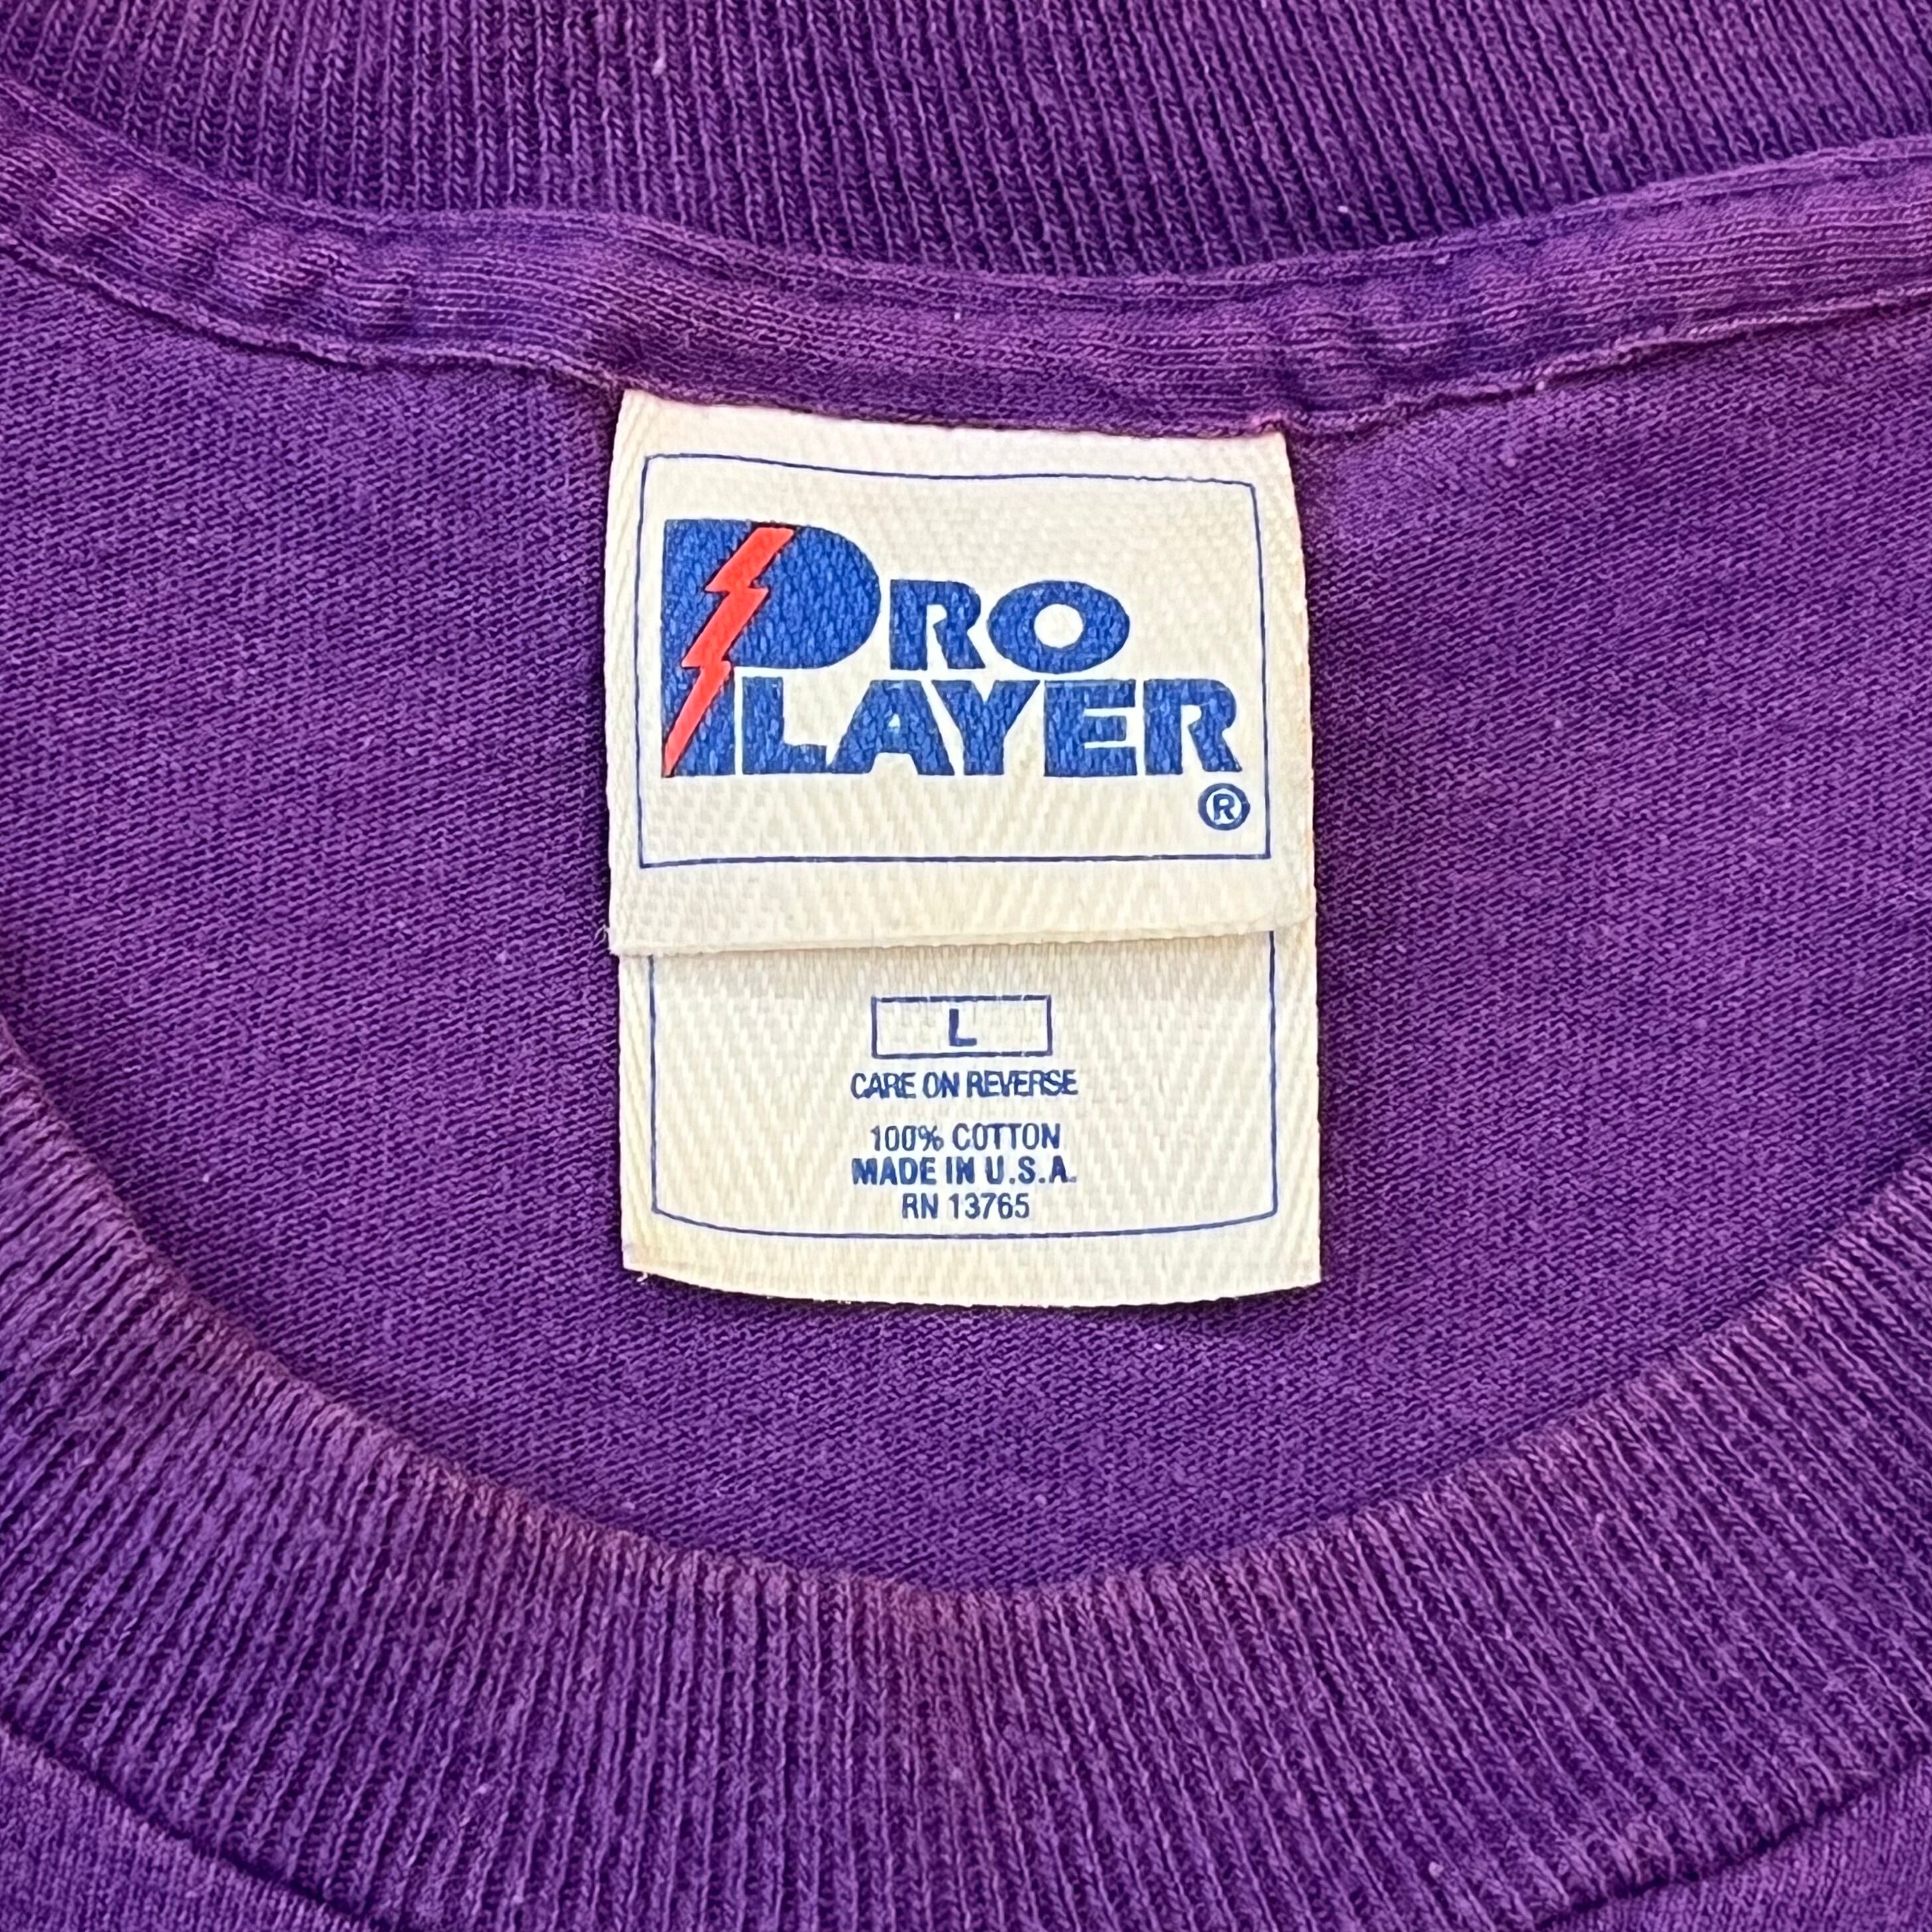 PRO
PLAYER
®
L
CARE ON REVERSE
100% COTTON
MADE IN U.S.A.
RN 13765